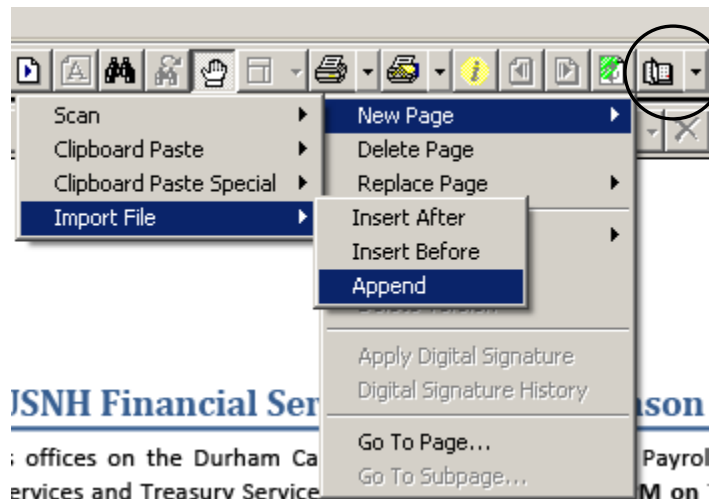 Scan
Clipboard Paste
Clipboard Paste Special
Import File
New Page
Delete Page
Replace Page
Insert After
Insert Before
Append
Apply Digital Signature
Digital Signature History
Go To Page...
Go To Subpage...
USNH Financial Ser
ison
s offices on the Durham Ca
Payrol
ervices and Treasury Service
M on